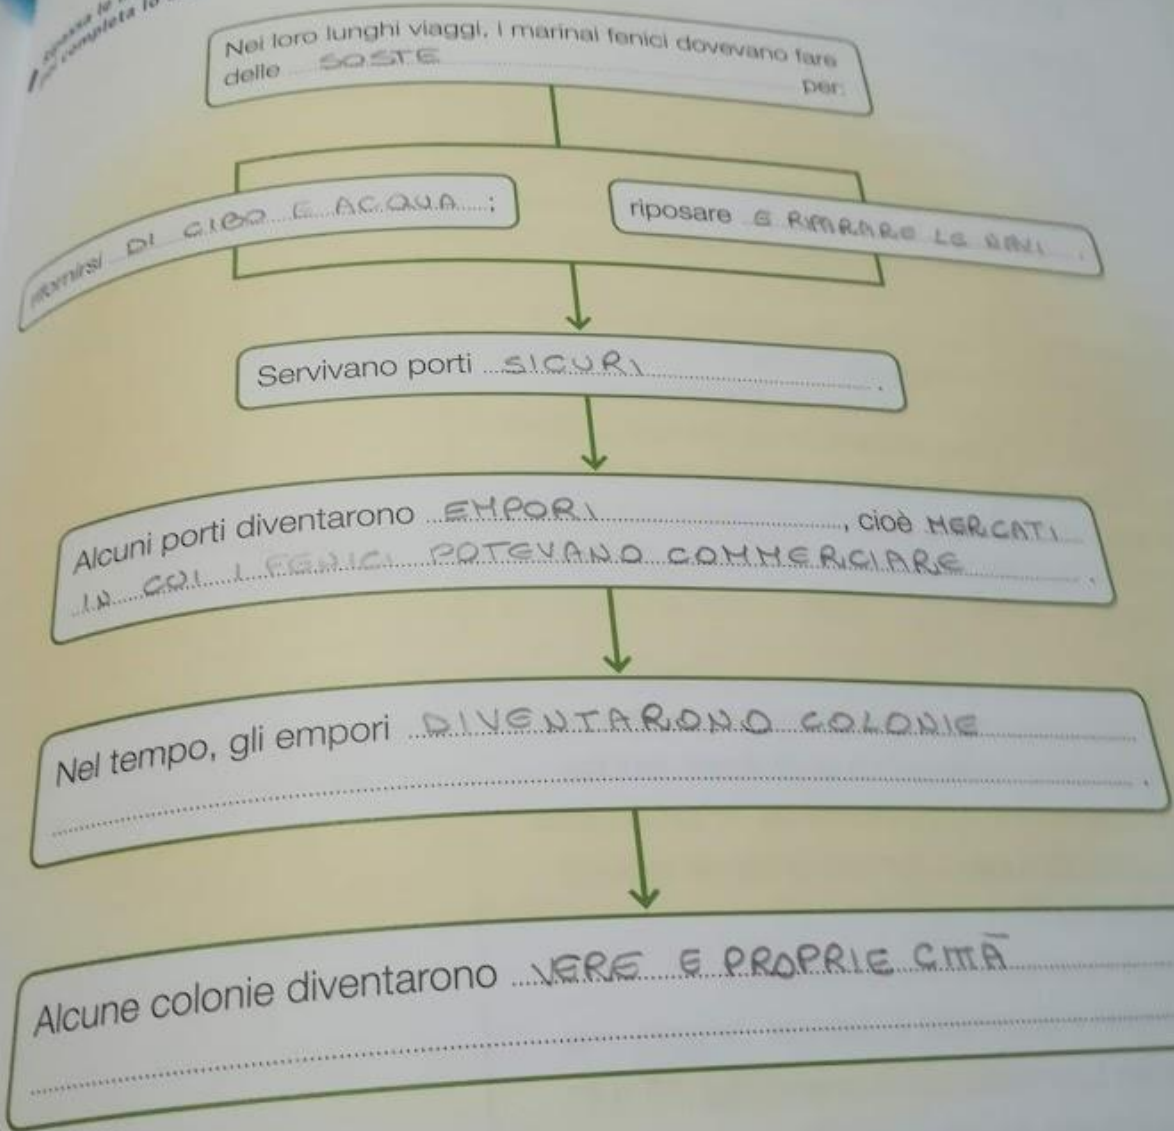 completa lo
Nei loro lunghi viaggi, i marinai fenici dovevano fare
delle SOSTE per:
rifornirsi DI CIBO E ACQUA ;
riposare E RIPARARE LE NAVI .
Servivano porti SICURI .
Alcuni porti diventarono EMPORI , cioè MERCATI
IN CUI I FENICI POTEVANO COMMERCIARE .
Nel tempo, gli empori DIVENTARONO COLONIE
.
Alcune colonie diventarono VERE E PROPRIE CITTÀ